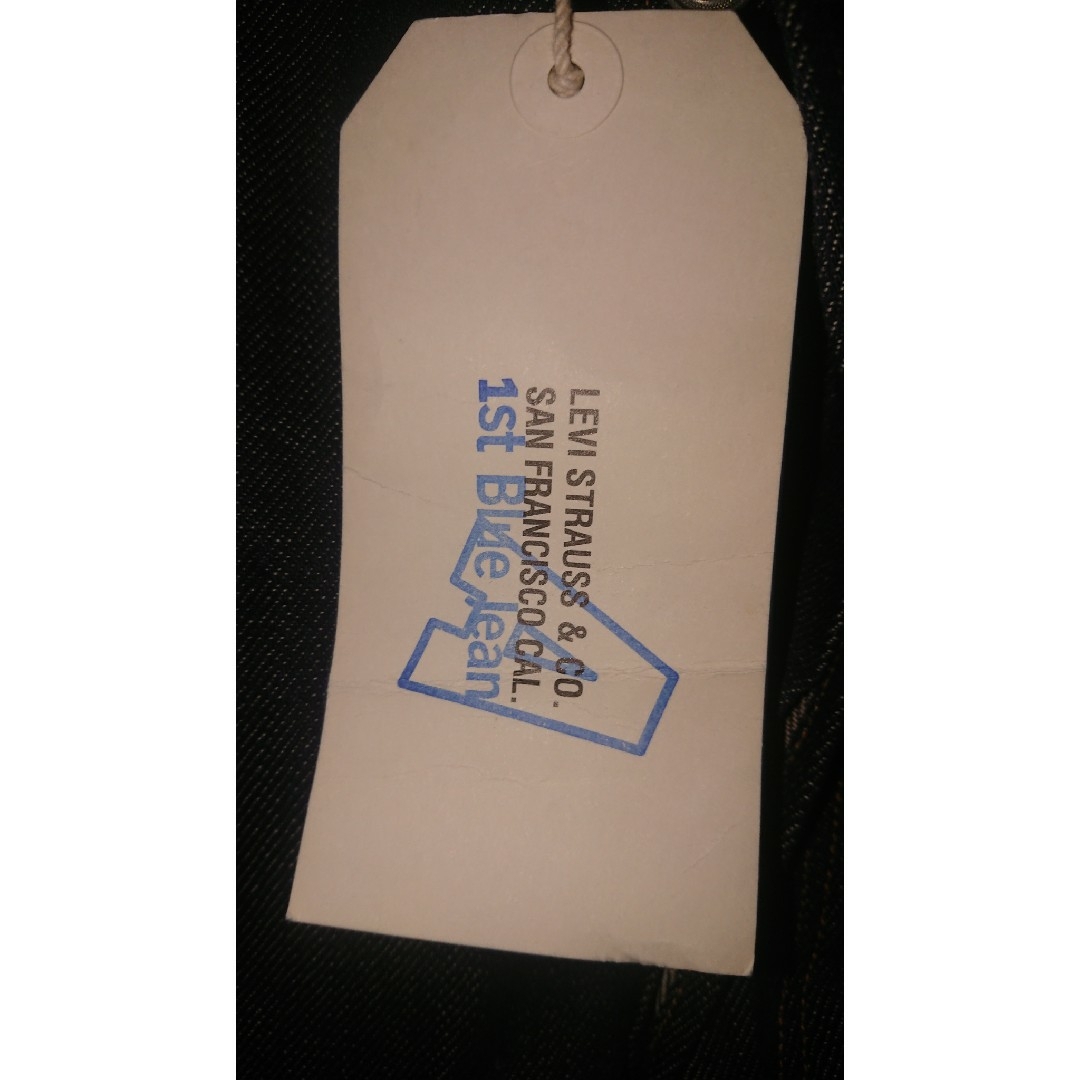 LEVI STRAUSS & CO.
SAN FRANCISCO CAL.
1st Blue Jean